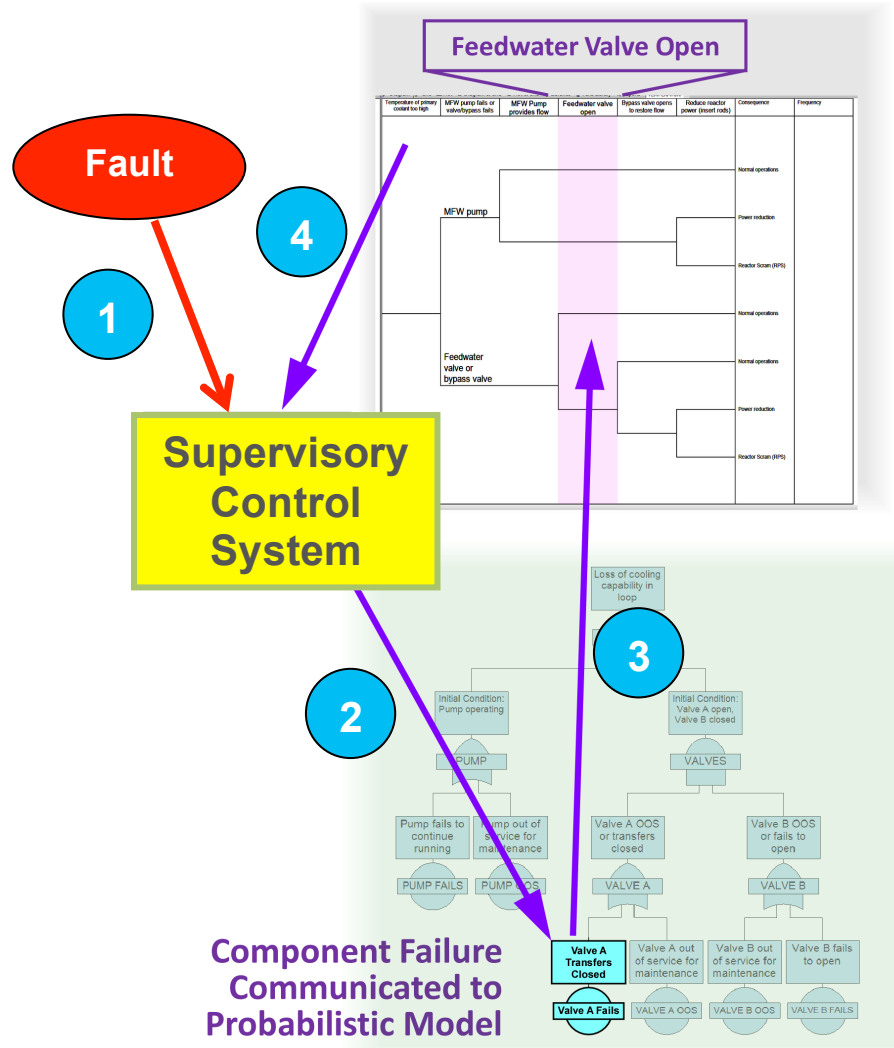 Feedwater Valve Open
Temperature of primary
coolant too high
MFW pump fails or
valve/bypass fails
MFW Pump
provides flow
Feedwater valve
open
Bypass valve opens
to restore flow
Reduce reactor
power (insert rods)
Consequence
Frequency
Fault
4
1
Normal operations
MFW pump
Power reduction
Reactor Scram (RPS)
Normal operations
Feedwater
valve or
bypass valve
Normal operations
Power reduction
Reactor Scram (RPS)
Supervisory
Control
System
Loss of cooling
capability in
loop
3
2
Initial Condition:
Pump operating
Initial Condition:
Valve A open,
Valve B closed
PUMP
VALVES
Pump fails to
continue
running
Pump out of
service for
maintenance
Valve A OOS
or transfers
closed
Valve B OOS
or fails to
open
PUMP FAILS
PUMP OOS
VALVE A
VALVE B
Component Failure
Communicated to
Probabilistic Model
Valve A
Transfers
Closed
Valve A out
of service for
maintenance
Valve B out
of service for
maintenance
Valve B fails
to open
Valve A Fails
VALVE A OOS
VALVE B OOS
VALVE B FAILS